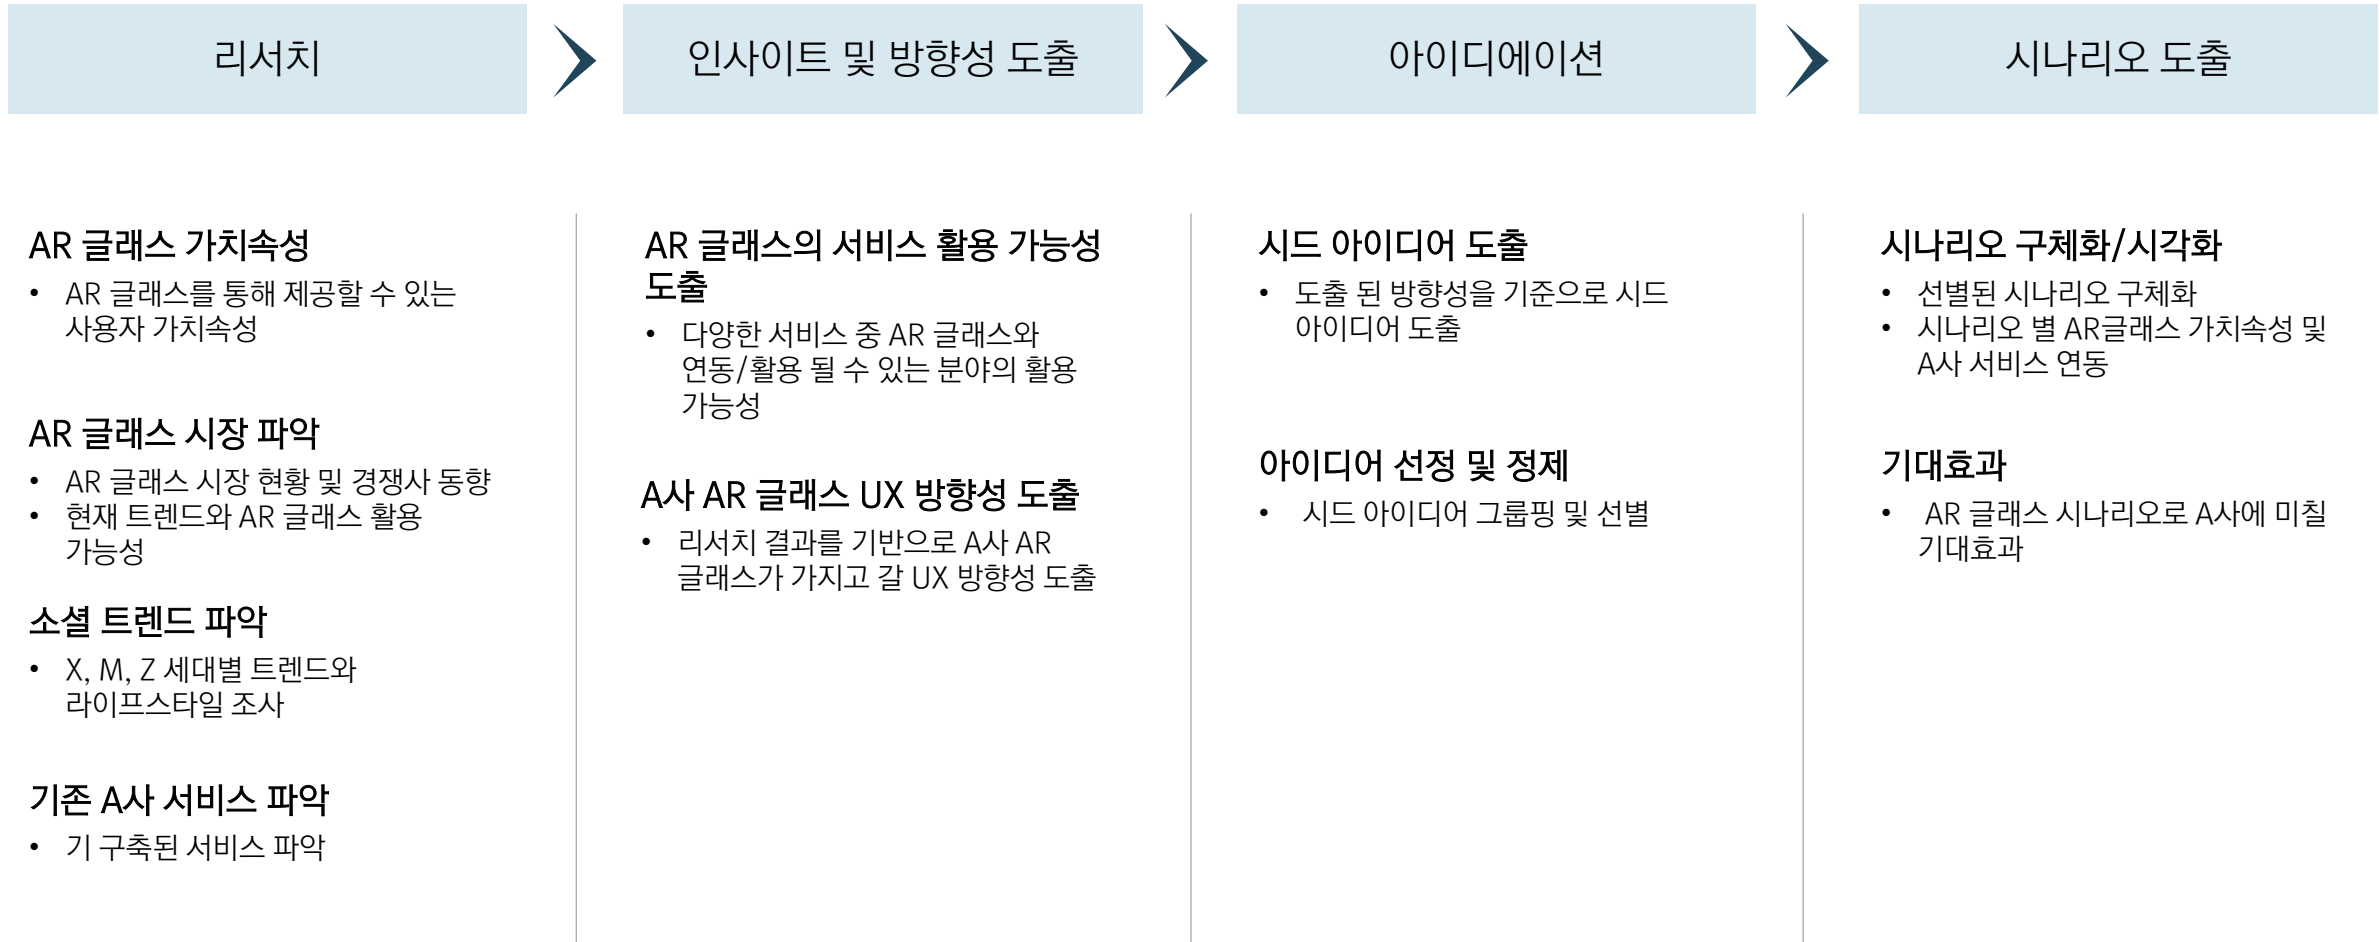 리서치
인사이트 및 방향성 도출
아이디에이션
시나리오 도출
AR 글래스 가치속성
• AR 글래스를 통해 제공할 수 있는
사용자 가치속성
AR 글래스 시장 파악
• AR 글래스 시장 현황 및 경쟁사 동향
• 현재 트렌드와 AR 글래스 활용
가능성
소셜 트렌드 파악
• X, M, Z 세대별 트렌드와
라이프스타일 조사
기존 A사 서비스 파악
• 기 구축된 서비스 파악
AR 글래스의 서비스 활용 가능성
도출
• 다양한 서비스 중 AR 글래스와
연동/활용 될 수 있는 분야의 활용
가능성
A사 AR 글래스 UX 방향성 도출
• 리서치 결과를 기반으로 A사 AR
글래스가 가지고 갈 UX 방향성 도출
시드 아이디어 도출
• 도출 된 방향성을 기준으로 시드
아이디어 도출
아이디어 선정 및 정제
• 시드 아이디어 그룹핑 및 선별
시나리오 구체화/시각화
• 선별된 시나리오 구체화
• 시나리오 별 AR글래스 가치속성 및
A사 서비스 연동
기대효과
• AR 글래스 시나리오로 A사에 미칠
기대효과